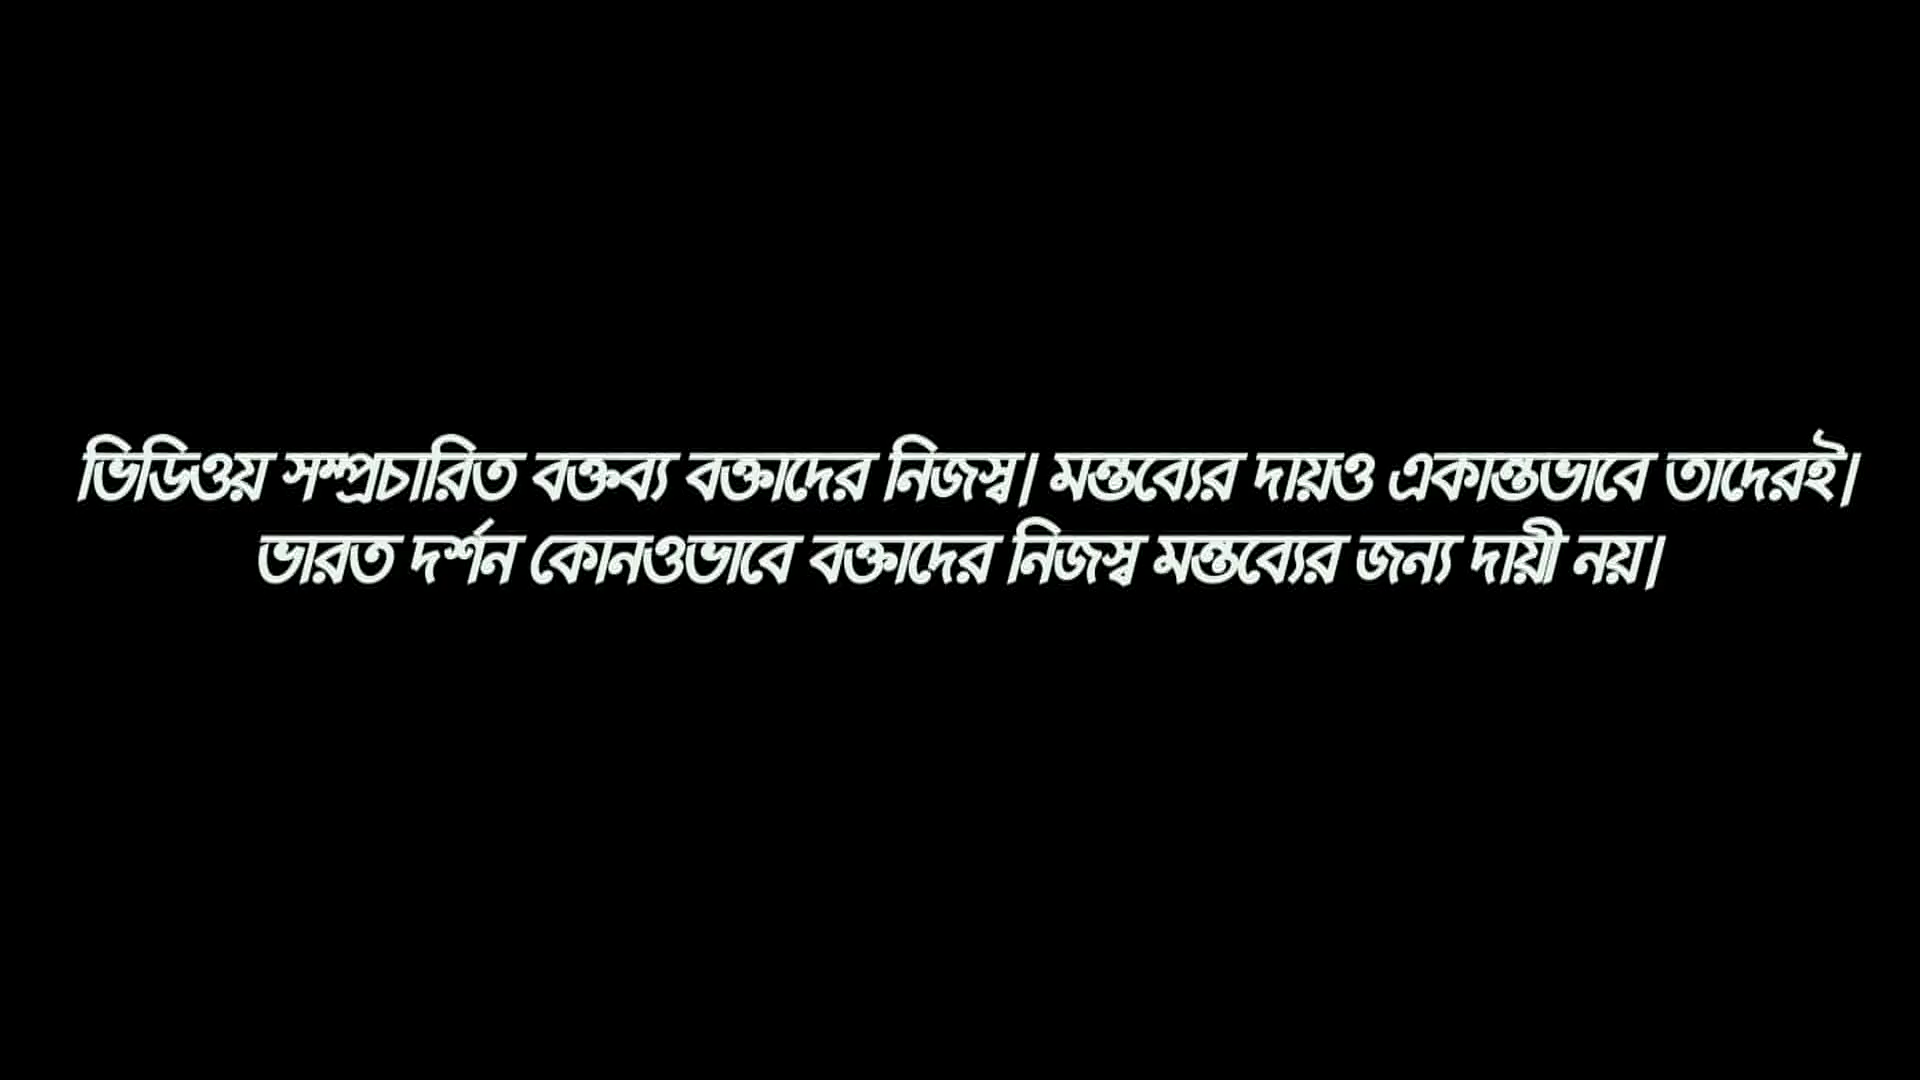 ভিডিওয় সম্প্রচারিত বক্তব্য বক্তাদের নিজস্ব। মন্তব্যের দায়ও একান্তভাবে তাদেরই।
ভারত দর্শন কোনওভাবে বক্তাদের নিজস্ব মন্তব্যের জন্য দায়ী নয়।